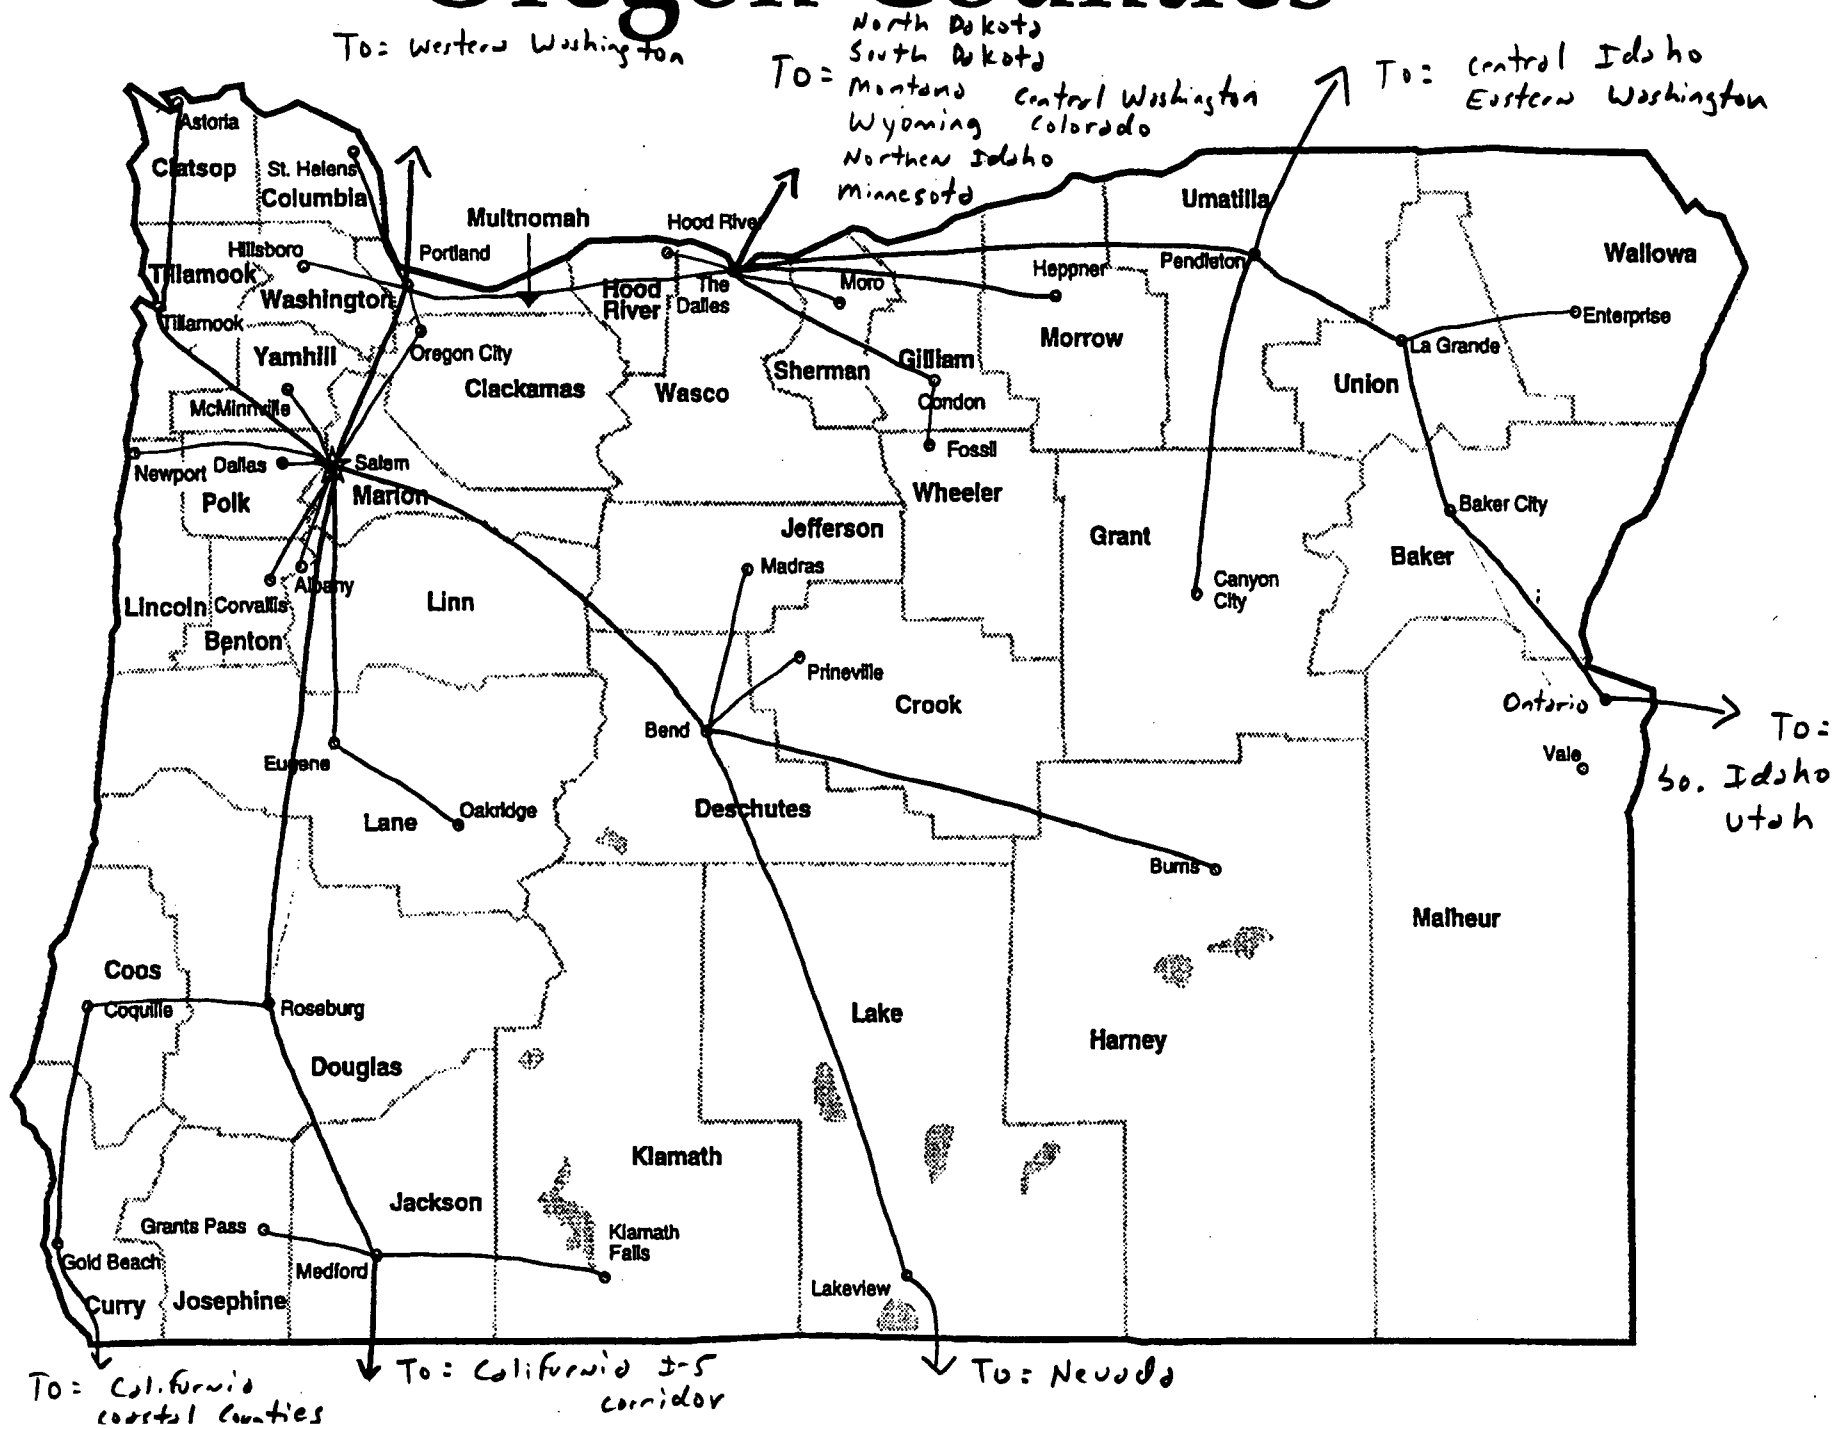 Oregon Counties
To: Western Washington
North Dakota
South Dakota
To:
Montana Central Washington
Wyoming Colorado
Northen Idaho
Minnesota
To: Central Idaho
Eastern Washington
Astoria
Clatsop
St. Helens
Columbia
Multnomah
Hood River
Umatilla
Wallowa
Hillsboro
Portland
Tillamook
Washington
Hood
River
The
Dalles
Moro
Heppner
Pendleton
Tillamook
Enterprise
Yamhill
Oregon City
Clackamas
Wasco
Sherman
Gilliam
Morrow
La Grande
Union
McMinnville
Condon
Newport
Dallas
Salem
Fossil
Polk
Marion
Wheeler
Baker City
Jefferson
Grant
Baker
Madras
Canyon
City
Lincoln
Corvallis
Albany
Linn
Benton
Prineville
Crook
Bend
Ontario
To:
Vale
So. Idaho
Utah
Eugene
Lane
Oakridge
Deschutes
Burns
Malheur
Coos
Coquille
Roseburg
Lake
Harney
Douglas
Klamath
Jackson
Grants Pass
Klamath
Falls
Gold Beach
Medford
Lakeview
Curry
Josephine
To: California
coastal Counties
To: California I-5
corridor
To: Nevada